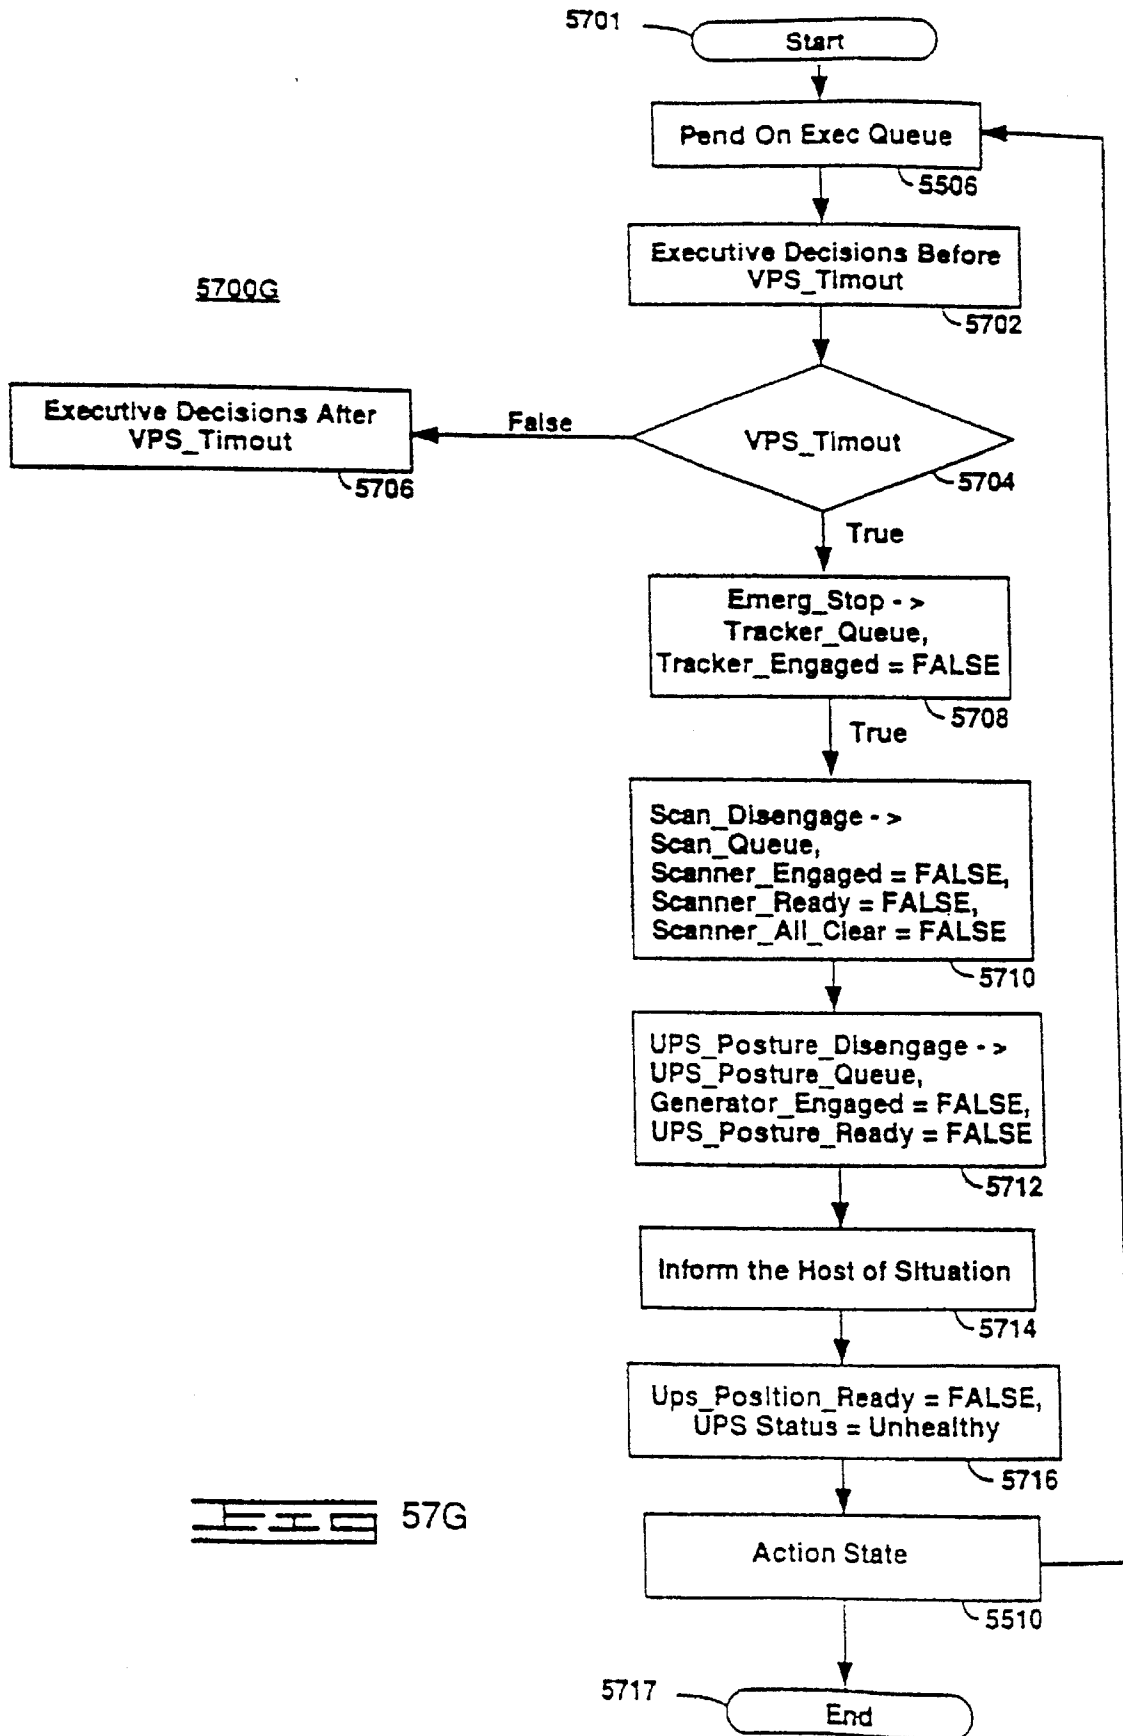 5701
Start
Pend On Exec Queue
5506
Executive Decisions Before
VPS_Timout
5702
5700G
Executive Decisions After
VPS_Timout
5706
False
VPS_Timout
5704
True
Emerg_Stop ->
Tracker_Queue,
Tracker_Engaged = FALSE
5708
True
Scan_Disengage ->
Scan_Queue,
Scanner_Engaged = FALSE,
Scanner_Ready = FALSE,
Scanner_All_Clear = FALSE
5710
UPS_Posture_Disengage ->
UPS_Posture_Queue,
Generator_Engaged = FALSE,
UPS_Posture_Ready = FALSE
5712
Inform the Host of Situation
5714
Ups_Position_Ready = FALSE,
UPS Status = Unhealthy
5716
57G
Action State
5510
5717
End